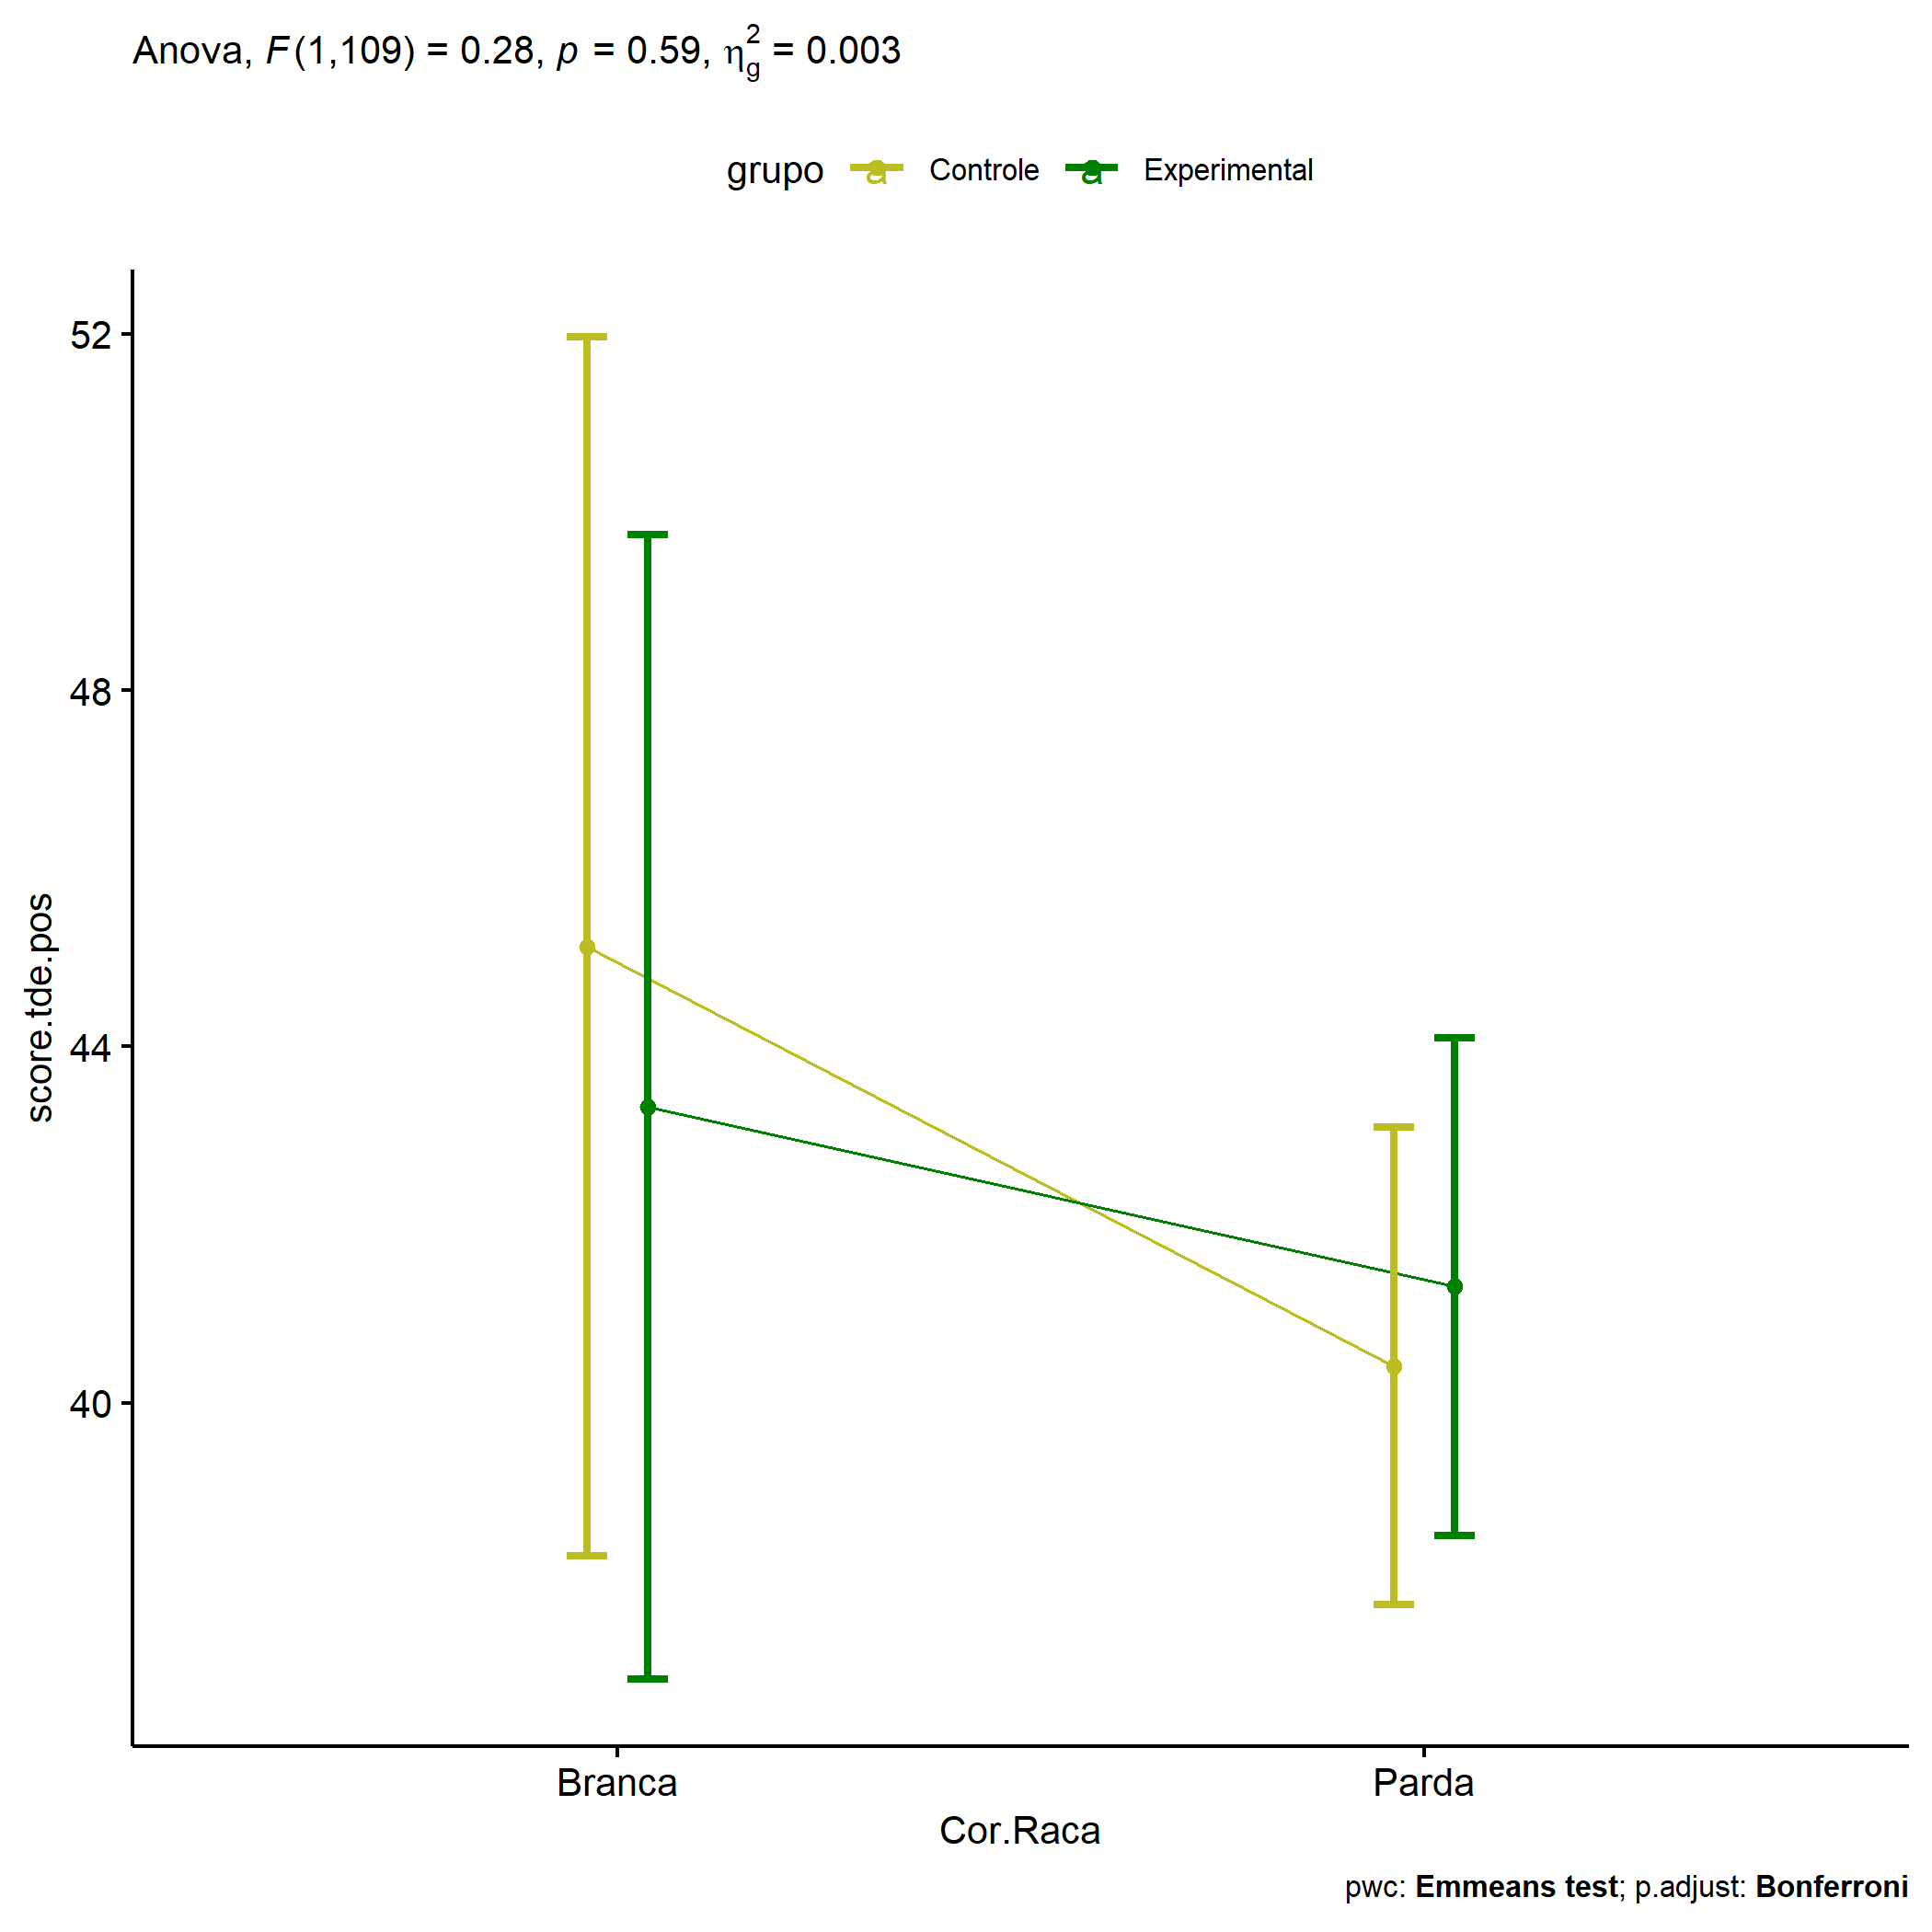 Anova, F(1,109) = 0.28, p = 0.59, η²g = 0.003
grupo a Controle a Experimental
52
48
44
40
score.tde.pos
Branca Parda
Cor.Raca
pwc: Emmeans test; p.adjust: Bonferroni